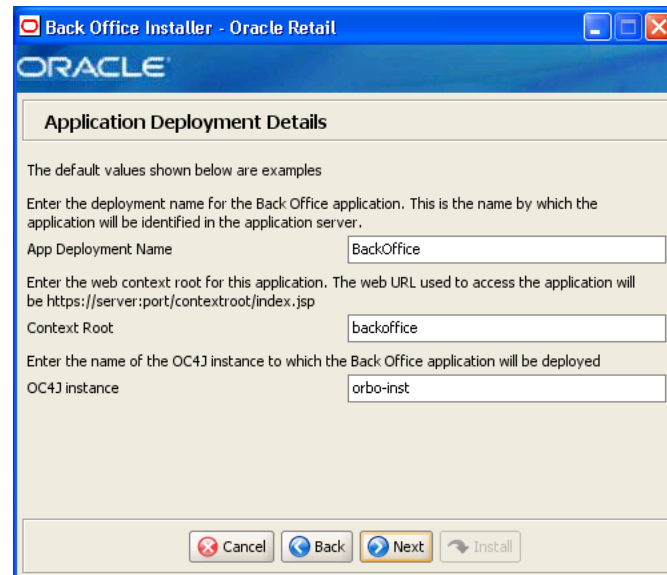 Back Office Installer - Oracle Retail
ORACLE
Application Deployment Details
The default values shown below are examples
Enter the deployment name for the Back Office application. This is the name by which the
application will be identified in the application server.
App Deployment Name BackOffice
Enter the web context root for this application. The web URL used to access the application will
be https://server:port/contextroot/index.jsp
Context Root backoffice
Enter the name of the OC4J instance to which the Back Office application will be deployed
OC4J instance orbo-inst
Cancel Back Next Install